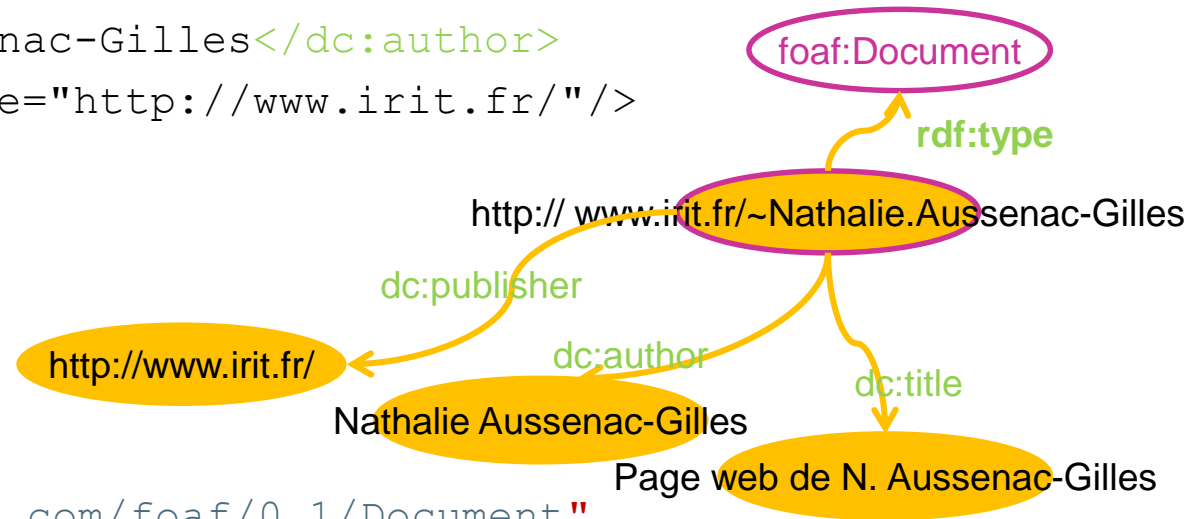 nac-Gilles</dc:author>
e="http://www.irit.fr/"/>
foaf:Document
rdf:type
http:// www.irit.fr/~Nathalie.Aussenac-Gilles
dc:publisher
http://www.irit.fr/
dc:author
dc:title
Nathalie Aussenac-Gilles
Page web de N. Aussenac-Gilles
com/foaf/0.1/Document"